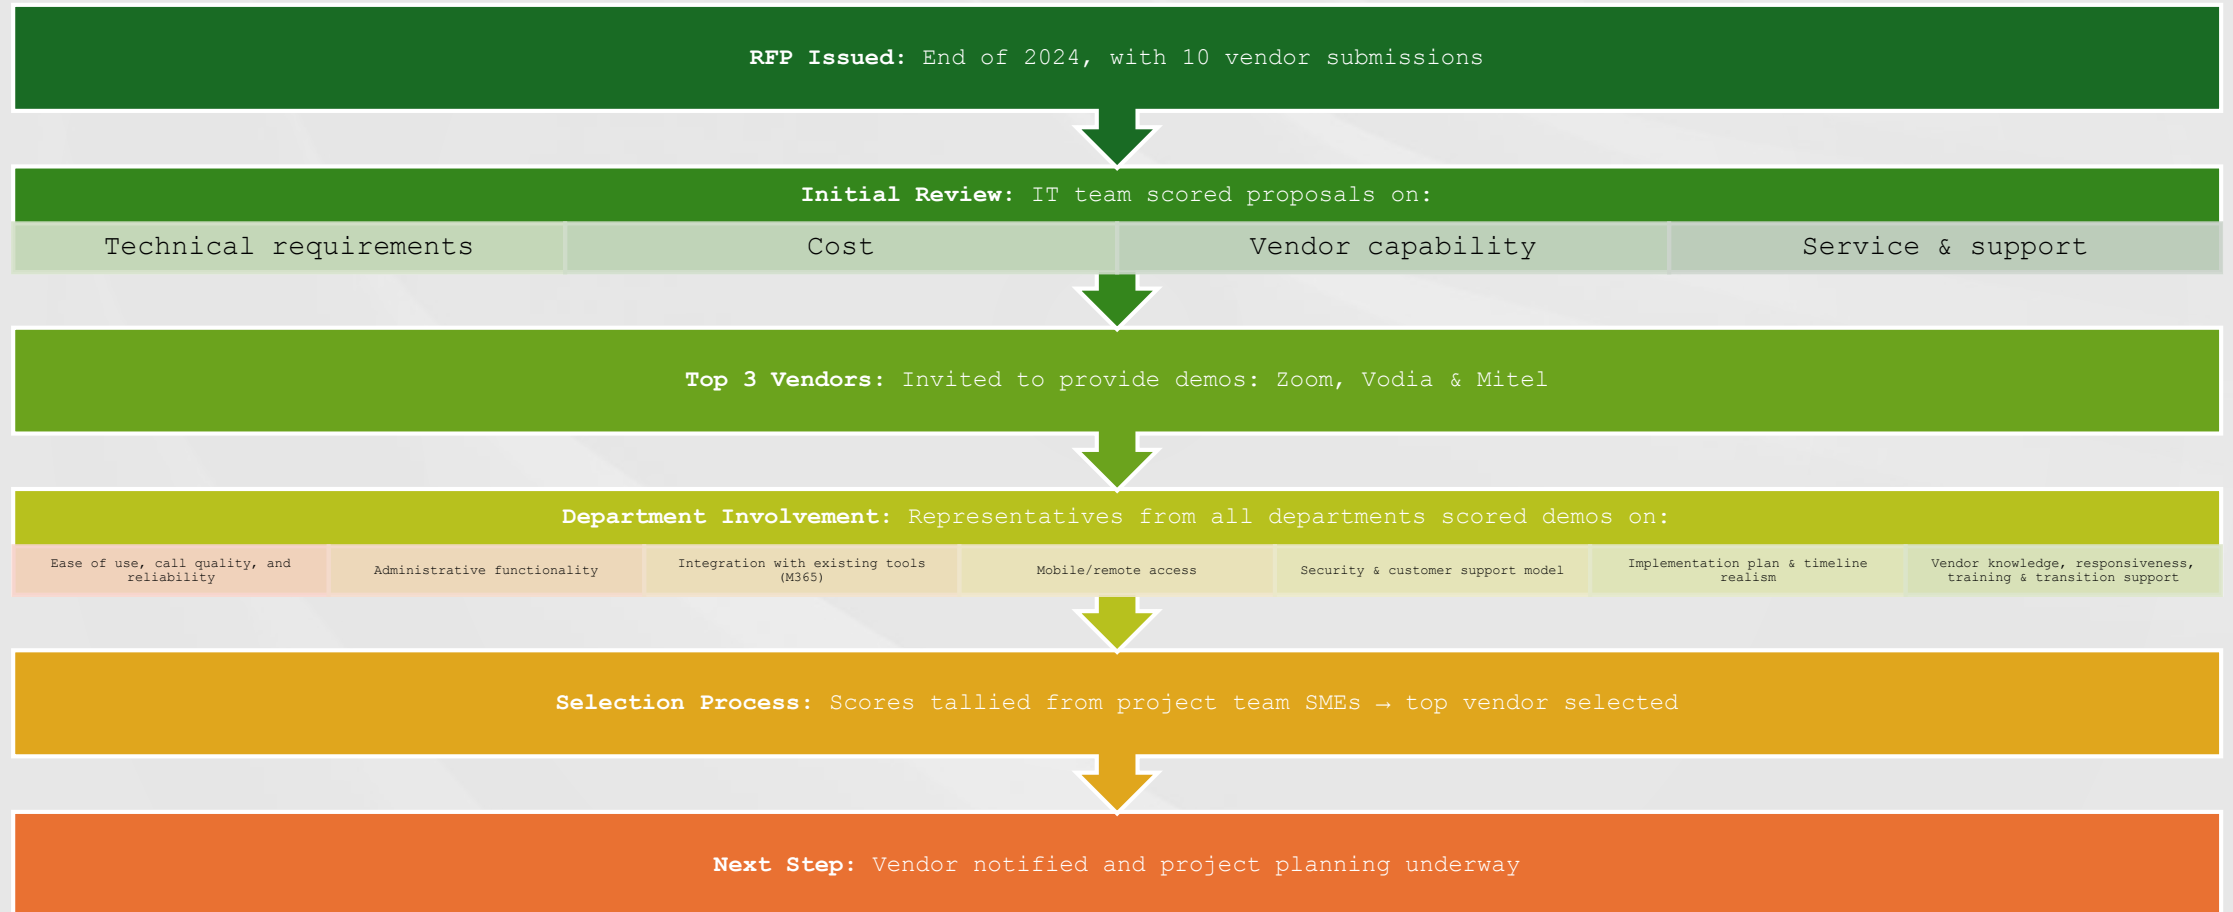 RFP Issued: End of 2024, with 10 vendor submissions
Initial Review: IT team scored proposals on:
Technical requirements
Cost
Vendor capability
Service & support
Top 3 Vendors: Invited to provide demos: Zoom, Vodia & Mitel
Department Involvement: Representatives from all departments scored demos on:
Ease of use, call quality, and
reliability
Administrative functionality
Integration with existing tools
(M365)
Mobile/remote access
Security & customer support model
Implementation plan & timeline
realism
Vendor knowledge, responsiveness,
training & transition support
Selection Process: Scores tallied from project team SMEs → top vendor selected
Next Step: Vendor notified and project planning underway